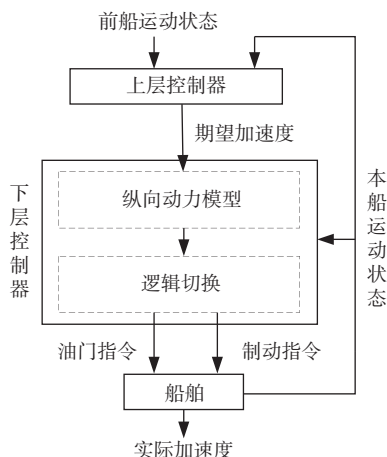 前船运动状态
上层控制器
期望加速度
下层控制器
纵向动力模型
本船运动状态
逻辑切换
油门指令
制动指令
船舶
实际加速度